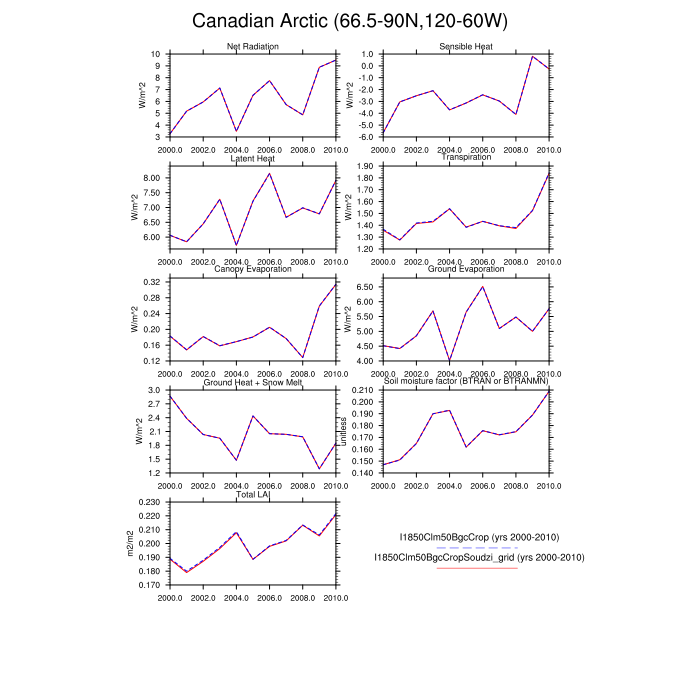 Canadian Arctic (66.5-90N,120-60W)
Net Radiation
W/m^2
10
9
8
7
6
5
4
3
2000.0 2002.0 2004.0 2006.0 2008.0 2010.0
Sensible Heat
W/m^2
1.0
0.0
-1.0
-2.0
-3.0
-4.0
-5.0
-6.0
2000.0 2002.0 2004.0 2006.0 2008.0 2010.0
Latent Heat
W/m^2
8.00
7.50
7.00
6.50
6.00
2000.0 2002.0 2004.0 2006.0 2008.0 2010.0
Transpiration
W/m^2
1.90
1.80
1.70
1.60
1.50
1.40
1.30
1.20
2000.0 2002.0 2004.0 2006.0 2008.0 2010.0
Canopy Evaporation
W/m^2
0.32
0.28
0.24
0.20
0.16
0.12
2000.0 2002.0 2004.0 2006.0 2008.0 2010.0
Ground Evaporation
W/m^2
6.50
6.00
5.50
5.00
4.50
4.00
2000.0 2002.0 2004.0 2006.0 2008.0 2010.0
Ground Heat + Snow Melt
W/m^2
3.0
2.7
2.4
2.1
1.8
1.5
1.2
2000.0 2002.0 2004.0 2006.0 2008.0 2010.0
Soil moisture factor (BTRAN or BTRANMN)
unitless
0.210
0.200
0.190
0.180
0.170
0.160
0.150
0.140
2000.0 2002.0 2004.0 2006.0 2008.0 2010.0
Total LAI
m2/m2
0.230
0.220
0.210
0.200
0.190
0.180
0.170
2000.0 2002.0 2004.0 2006.0 2008.0 2010.0
I1850Clm50BgcCrop (yrs 2000-2010)
I1850Clm50BgcCropSoudzi_grid (yrs 2000-2010)